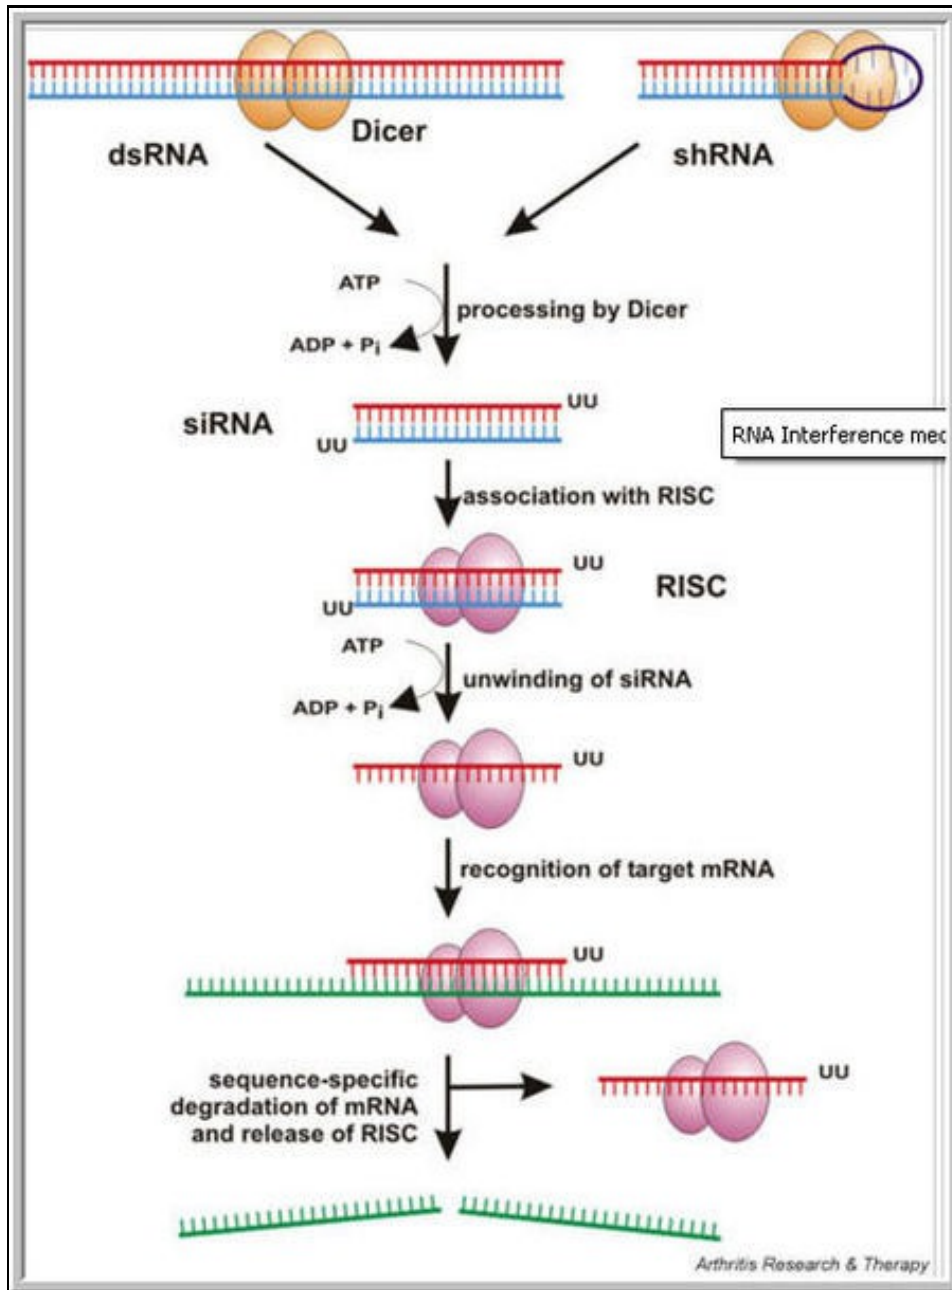 Dicer
dsRNA
shRNA
ATP
processing by Dicer
ADP + Pi
UU
siRNA
UU
RNA Interference mec
association with RISC
UU
RISC
UU
ATP
unwinding of siRNA
ADP + Pi
UU
recognition of target mRNA
UU
sequence-specific
degradation of mRNA
and release of RISC
UU
Arthritis Research & Therapy